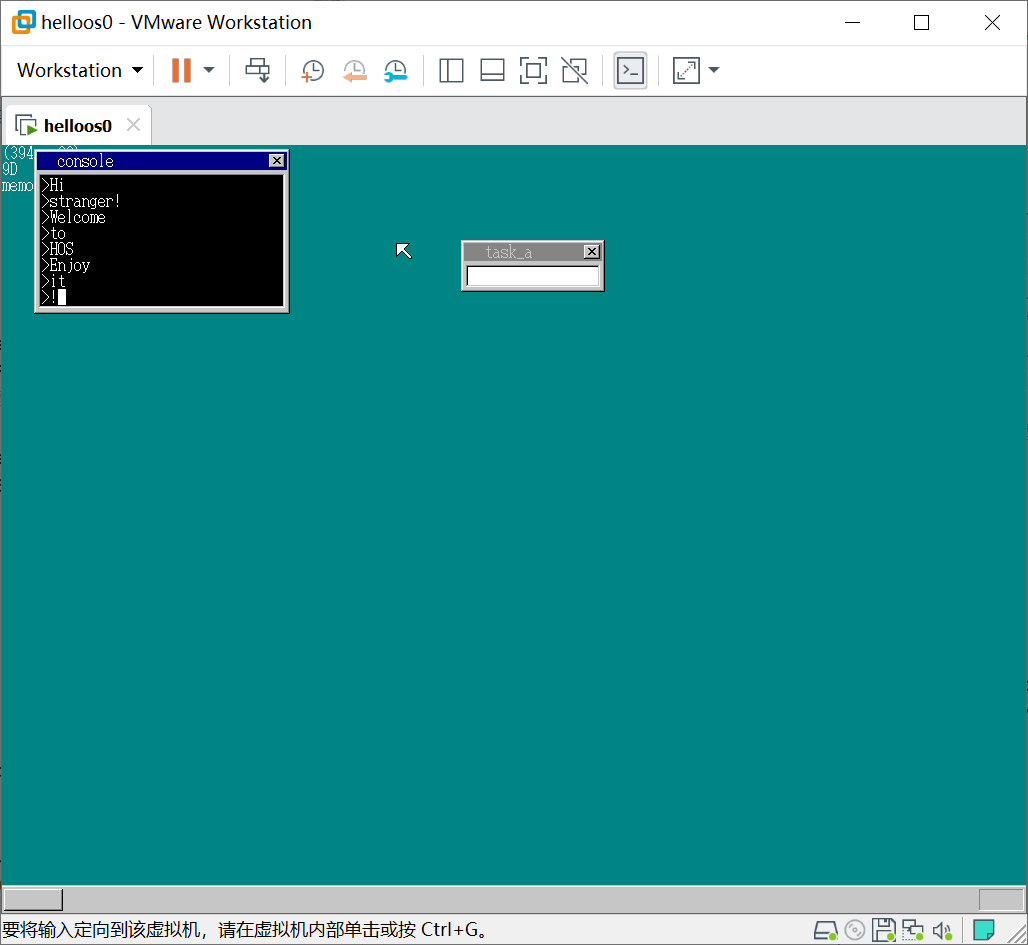 helloos0 - VMware Workstation
Workstation
helloos0
(394
9D
memo
console
>Hi
>stranger!
>Welcome
>to
>HOS
>Enjoy
>it
>!
task_a
要将输入定向到该虚拟机，请在虚拟机内部单击或按 Ctrl+G。